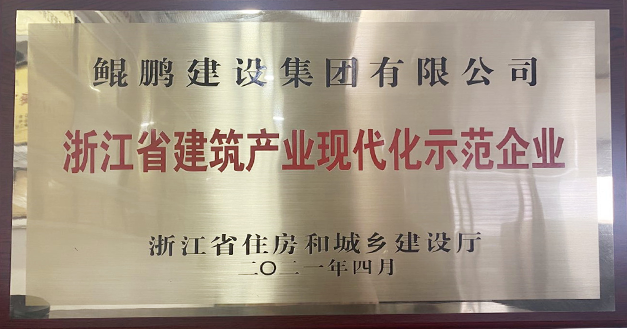 鲲鹏建设集团有限公司
浙江省建筑产业现代化示范企业
浙江省住房和城乡建设厅
二〇二一年四月